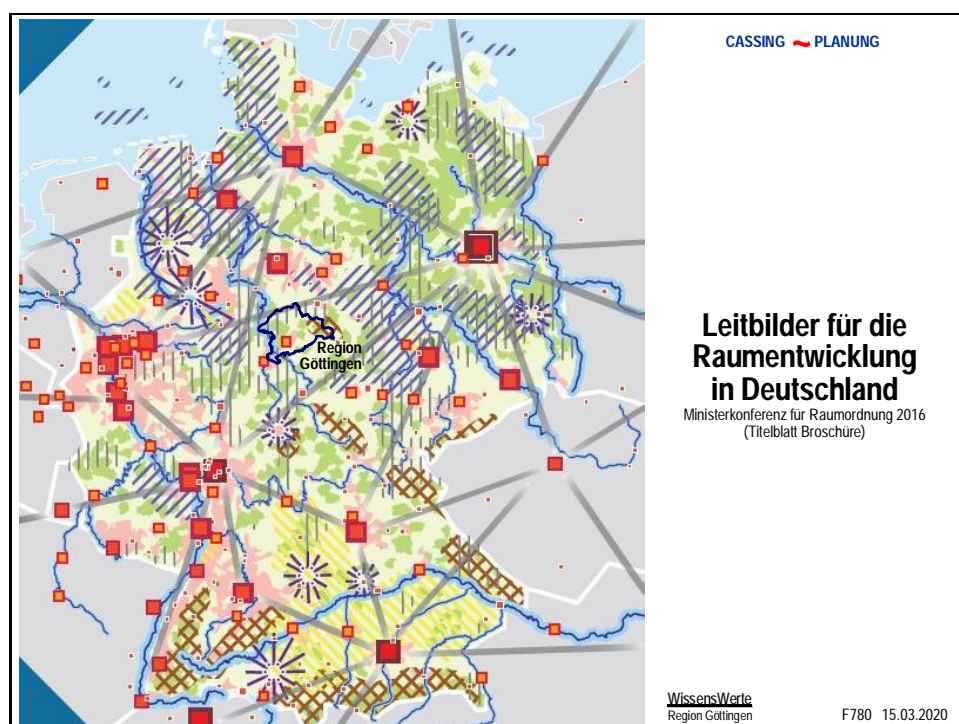 CASSING ~ PLANUNG
Region
Göttingen
Leitbilder für die
Raumentwicklung
in Deutschland
Ministerkonferenz für Raumordnung 2016
(Titelblatt Broschüre)
WissensWerte
Region Göttingen
F780 15.03.2020